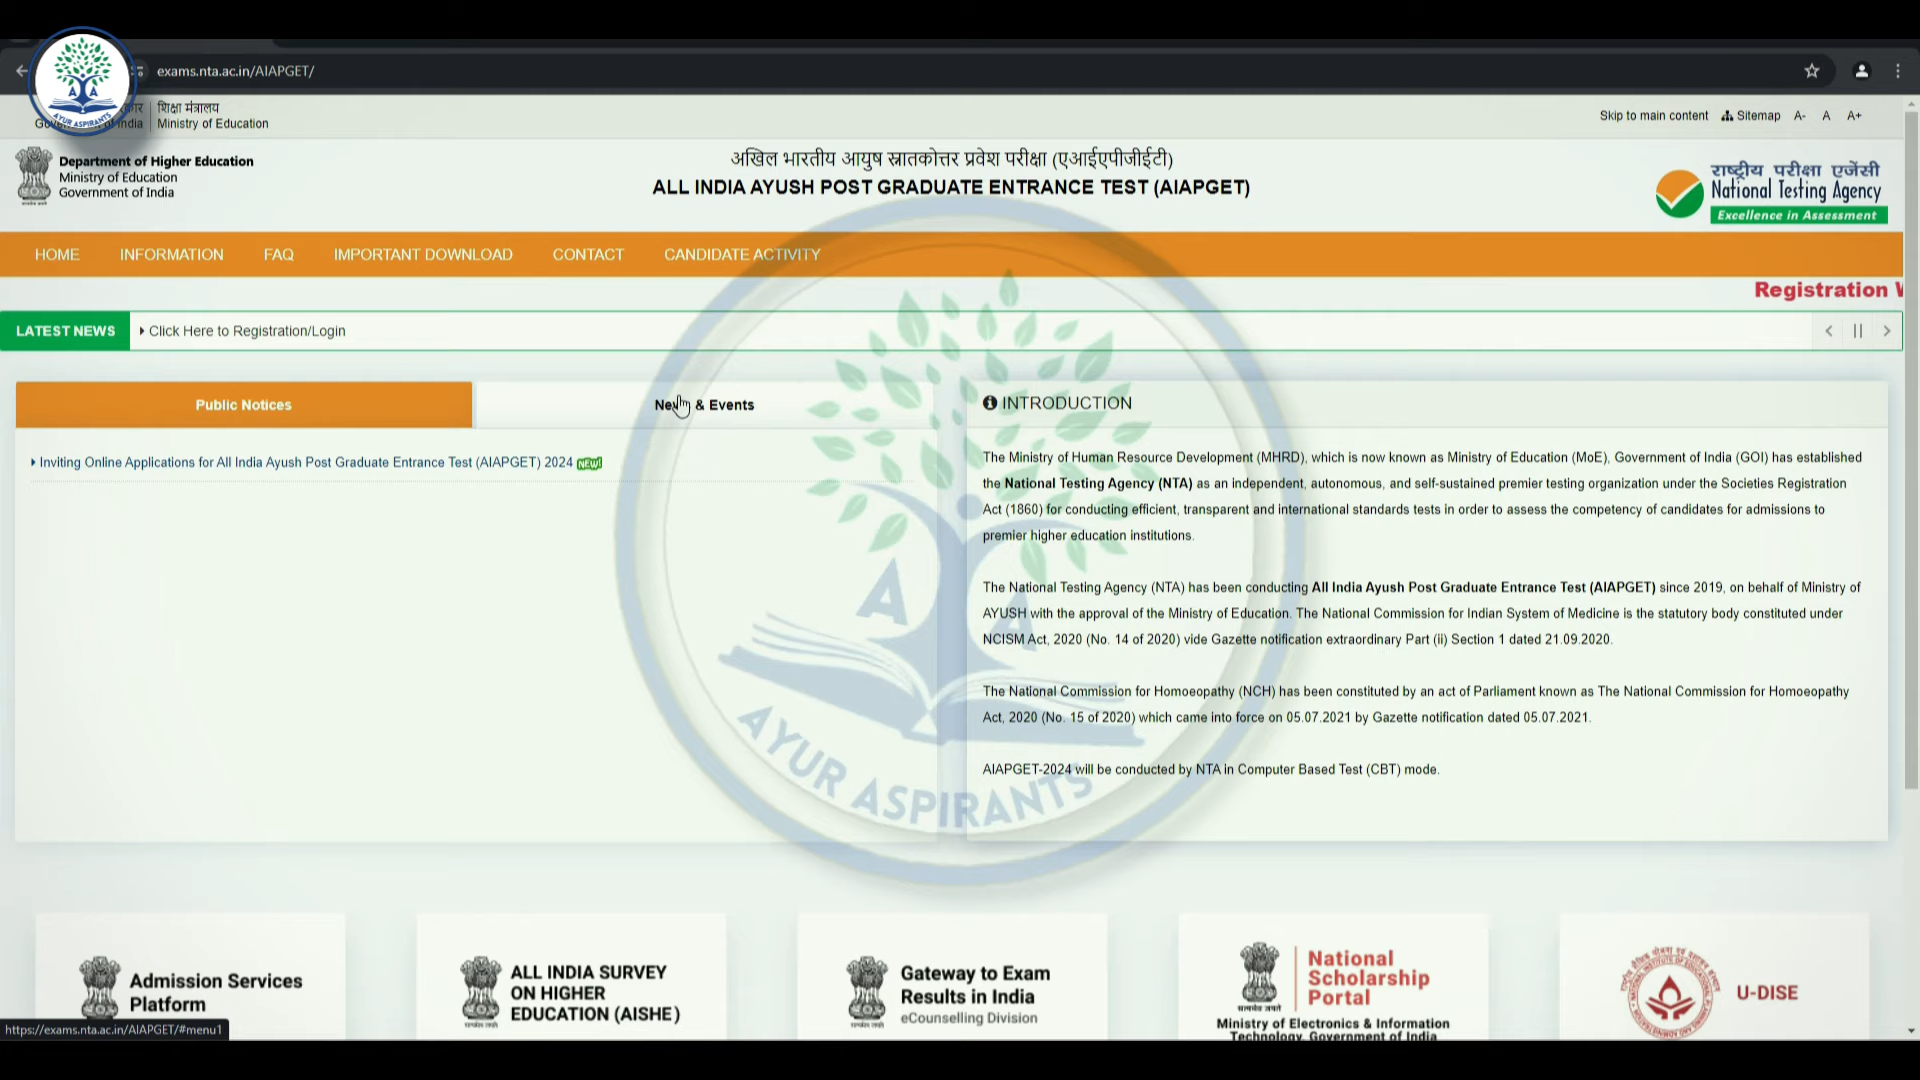 exams.nta.ac.in/AIAPGET/
AYUR ASPIRANTS
शिक्षा मंत्रालय
Ministry of Education
Skip to main content Sitemap A- A A+
Department of Higher Education
Ministry of Education
Government of India
अखिल भारतीय आयुष स्नातकोत्तर प्रवेश परीक्षा (एआईएपीजीईटी)
ALL INDIA AYUSH POST GRADUATE ENTRANCE TEST (AIAPGET)
राष्ट्रीय परीक्षा एजेंसी
National Testing Agency
Excellence in Assessment
HOME INFORMATION FAQ IMPORTANT DOWNLOAD CONTACT CANDIDATE ACTIVITY
Registration
LATEST NEWS Click Here to Registration/Login
Public Notices
& Events
Inviting Online Applications for All India Ayush Post Graduate Entrance Test (AIAPGET) 2024 NEW!
INTRODUCTION
The Ministry of Human Resource Development (MHRD), which is now known as Ministry of Education (MoE), Government of India (GOI) has established
the National Testing Agency (NTA) as an independent, autonomous, and self-sustained premier testing organization under the Societies Registration
Act (1860) for conducting efficient, transparent and international standards tests in order to assess the competency of candidates for admissions to
premier higher education institutions.
The National Testing Agency (NTA) has been conducting All India Ayush Post Graduate Entrance Test (AIAPGET) since 2019, on behalf of Ministry of
AYUSH with the approval of the Ministry of Education. The National Commission for Indian System of Medicine is the statutory body constituted under
NCISM Act, 2020 (No. 14 of 2020) vide Gazette notification extraordinary Part (ii) Section 1 dated 21.09.2020.
The National Commission for Homoeopathy (NCH) has been constituted by an act of Parliament known as The National Commission for Homoeopathy
Act, 2020 (No. 15 of 2020) which came into force on 05.07.2021 by Gazette notification dated 05.07.2021.
AIAPGET-2024 will be conducted by NTA in Computer Based Test (CBT) mode.
A A
AYUR ASPIRANTS
Admission Services
Platform
ALL INDIA SURVEY
ON HIGHER
EDUCATION (AISHE)
Gateway to Exam
Results in India
eCounselling Division
National
Scholarship
Portal
Ministry of Electronics & Information
Technology, Government of India
U-DISE
https://exams.nta.ac.in/AIAPGET/#menu1